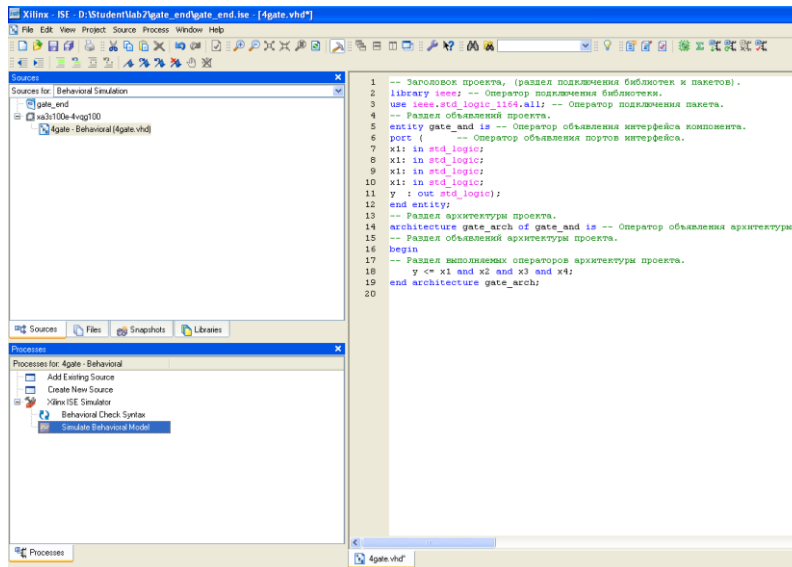 Xilinx - ISE - D:\Student\lab2\gate_end\gate_end.ise - [4gate.vhd*]
File Edit View Project Source Process Window Help
Sources
Sources for: Behavioral Simulation
gate_end
xa3s100e-4vqg100
4gate - Behavioral (4gate.vhd)
Sources Files Snapshots Libraries
Processes
Processes for: 4gate - Behavioral
Add Existing Source
Create New Source
Xilinx ISE Simulator
Behavioral Check Syntax
Simulate Behavioral Model
Processes
1 -- Заголовок проекта, (раздел подключения библиотек и пакетов).
2 library ieee; -- Оператор подключения библиотеки.
3 use ieee.std_logic_1164.all; -- Оператор подключения пакета.
4 -- Раздел объявлений проекта.
5 entity gate_and is -- Оператор объявления интерфейса компонента.
6 port ( -- Оператор объявления портов интерфейса.
7 x1: in std_logic;
8 x1: in std_logic;
9 x1: in std_logic;
10 x1: in std_logic;
11 y : out std_logic);
12 end entity;
13 -- Раздел архитектуры проекта.
14 architecture gate_arch of gate_and is -- Оператор объявления архитектуры
15 -- Раздел объявлений архитектуры проекта.
16 begin
17 -- Раздел выполняемых операторов архитектуры проекта.
18 y <= x1 and x2 and x3 and x4;
19 end architecture gate_arch;
20
4gate.vhd*